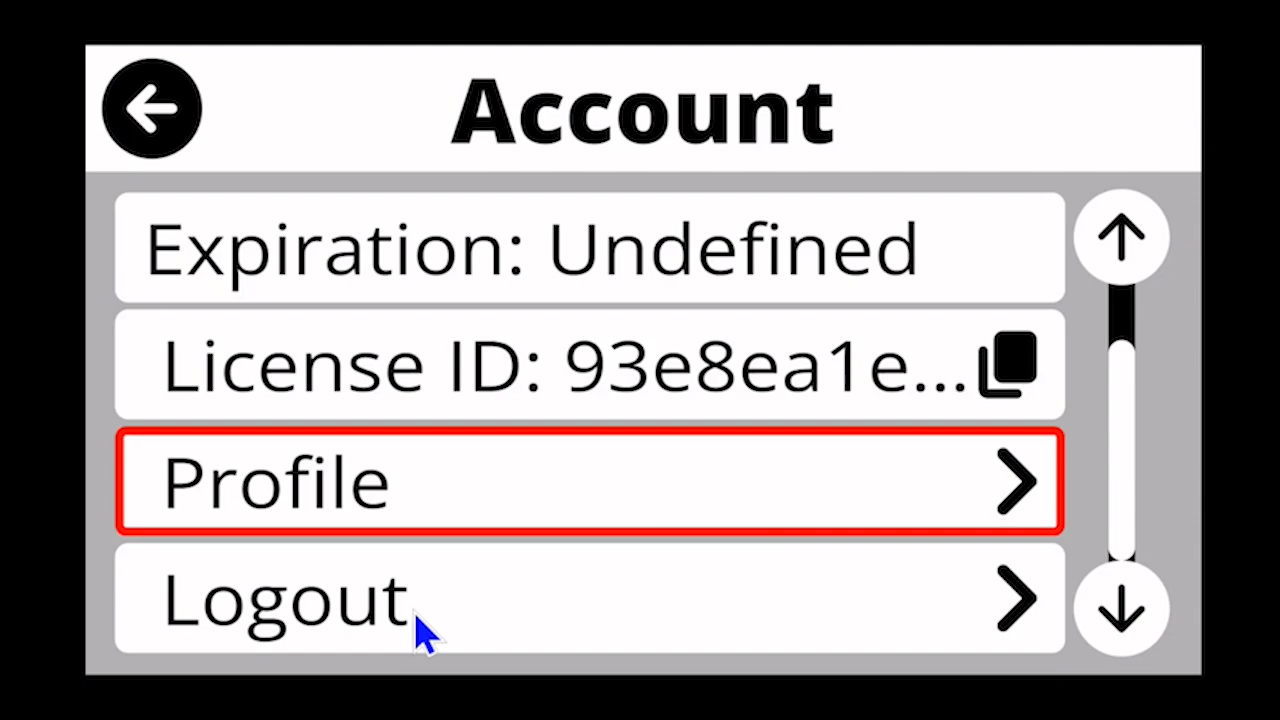 Account
Expiration: Undefined
License ID: 93e8ea1e...
Profile
Logout